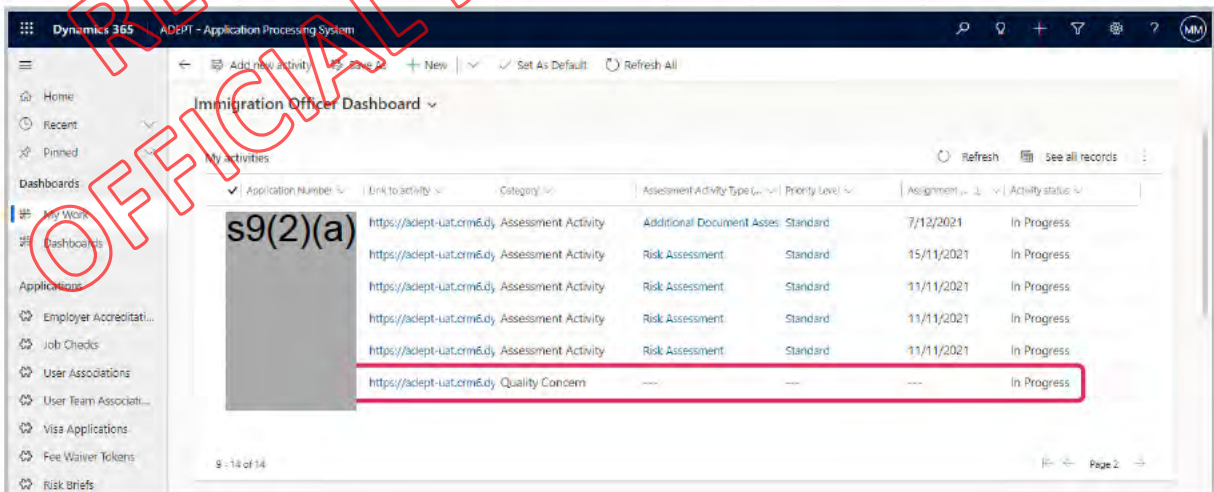 Dynamics 365 ADEPT - Application Processing System ? MM
Add new activity Save As + New Set As Default Refresh All
Home
Recent
Pinned
Dashboards
My Work
Dashboards
Applications
Employer Accreditati...
Job Checks
User Associations
User Team Associati...
Visa Applications
Fee Waiver Tokens
Risk Briefs
Immigration Officer Dashboard
My activities Refresh See all records
Application Number Link to activity Category Assessment Activity Type (... Priority Level Assignment ... Activity status
s9(2)(a)
https://adept-uat.crm6.dy Assessment Activity Additional Document Asses Standard 7/12/2021 In Progress
https://adept-uat.crm6.dy Assessment Activity Risk Assessment Standard 15/11/2021 In Progress
https://adept-uat.crm6.dy Assessment Activity Risk Assessment Standard 11/11/2021 In Progress
https://adept-uat.crm6.dy Assessment Activity Risk Assessment Standard 11/11/2021 In Progress
https://adept-uat.crm6.dy Assessment Activity Risk Assessment Standard 11/11/2021 In Progress
https://adept-uat.crm6.dy Quality Concern --- --- --- In Progress
9 - 14 of 14 Page 2
OFFICIAL